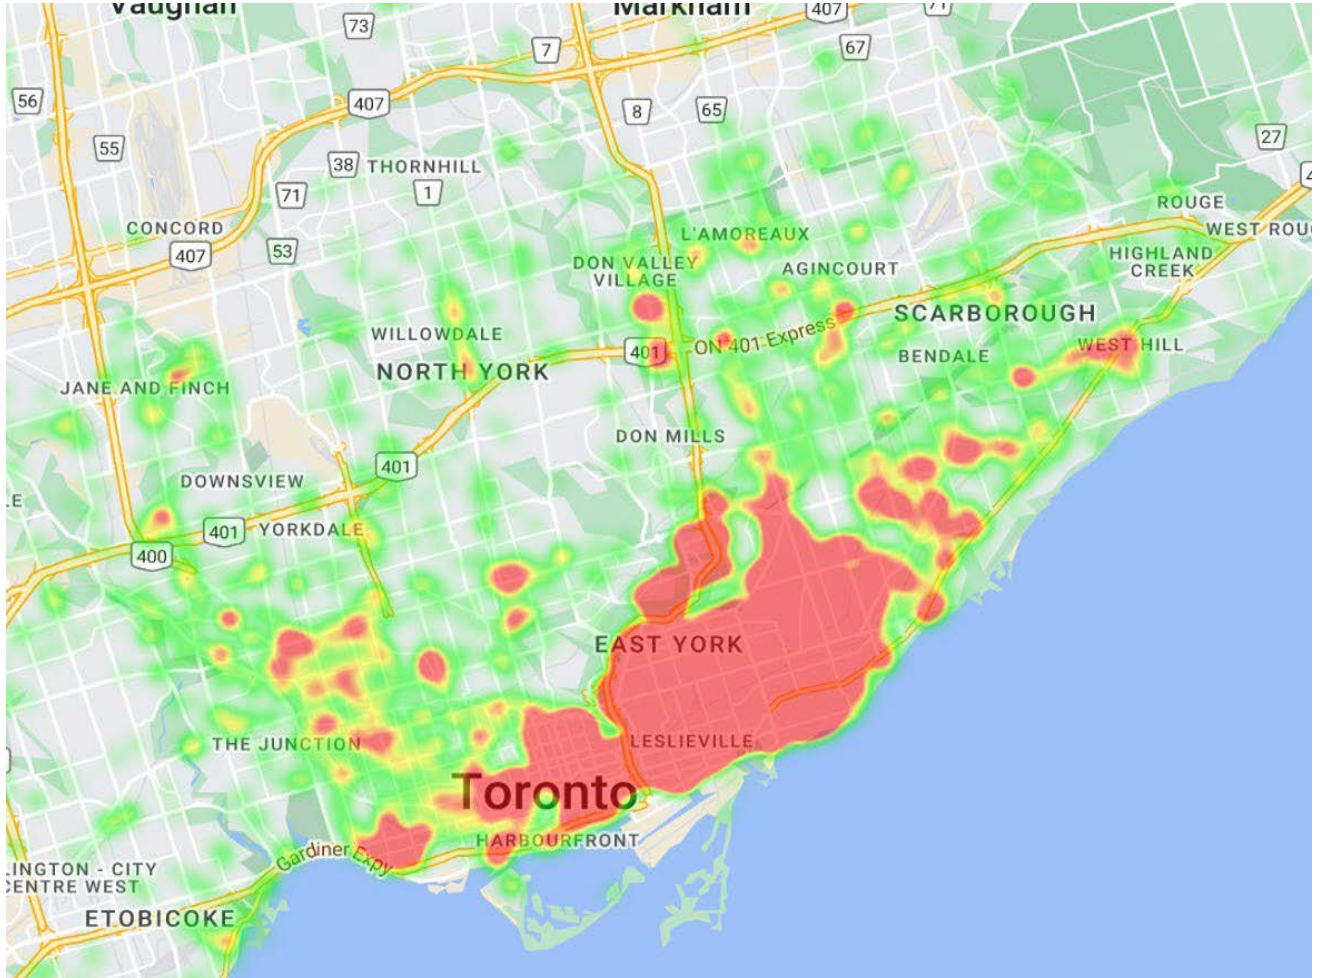 Vaughan
Markham
407
71
73
7
67
56
407
8
65
55
38
THORNHILL
27
71
1
ROUGE
CONCORD
53
L'AMOREAUX
WEST ROU
407
DON VALLEY
VILLAGE
AGINCOURT
HIGHLAND
CREEK
SCARBOROUGH
WILLOWDALE
ON 401 Express
401
WEST HILL
NORTH YORK
BENDALE
JANE AND FINCH
DON MILLS
401
DOWNSVIEW
LE
401
YORKDALE
400
EAST YORK
THE JUNCTION
LESLIEVILLE
Toronto
HARBOURFRONT
Gardiner Expy
LINGTON - CITY
CENTRE WEST
ETOBICOKE